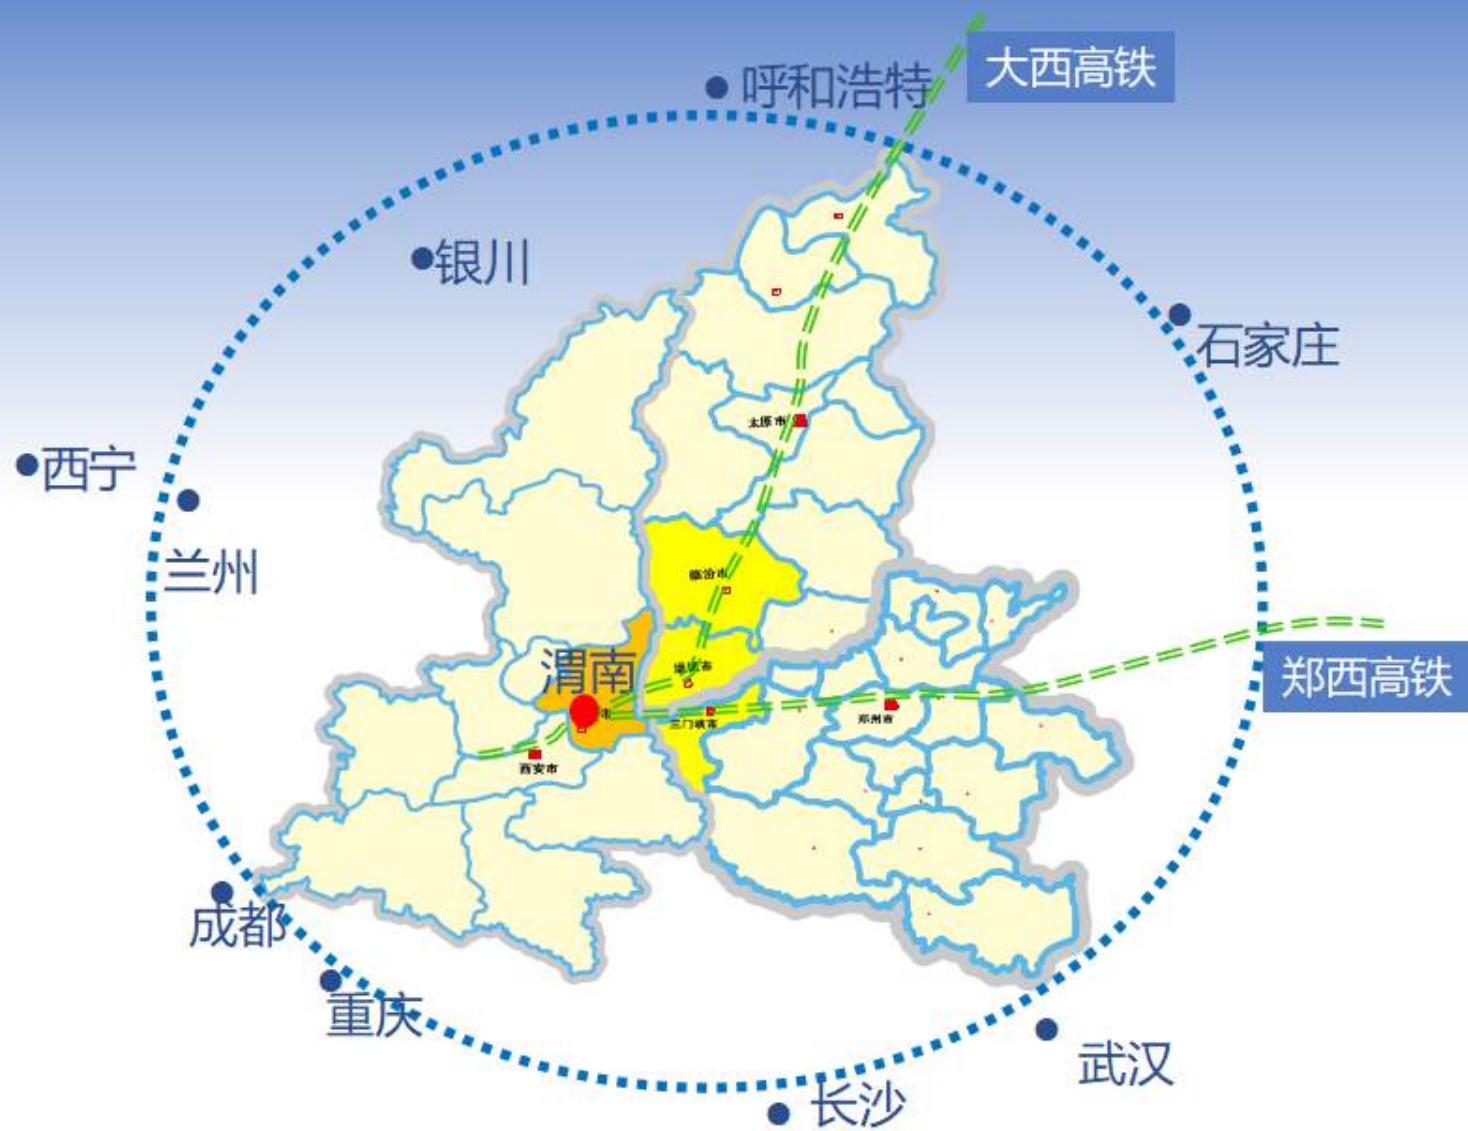 大西高铁
呼和浩特
银川
石家庄
太原市
西宁
兰州
临汾市
渭南
运城市
郑西高铁
市
三门峡市
郑州市
西安市
成都
重庆
武汉
长沙